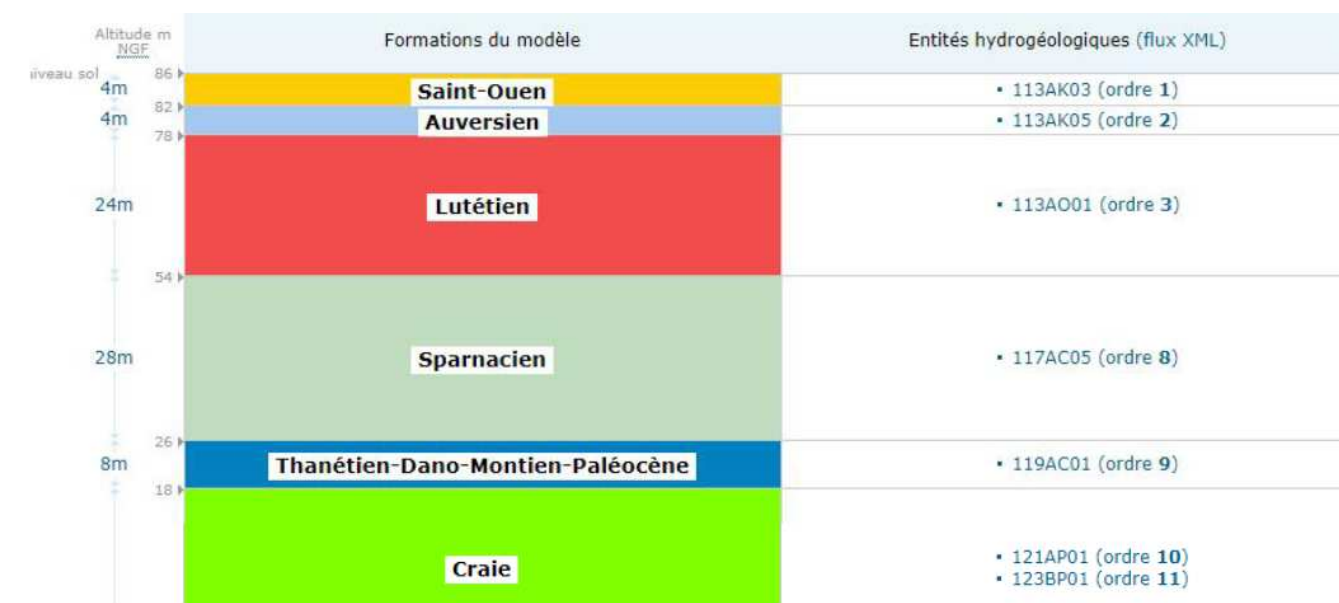 Altitude m
NGF
Formations du modèle
Entités hydrogéologiques (flux XML)
iveau sol
86
4m
Saint-Ouen
• 113AK03 (ordre 1)
82
4m
Auversien
• 113AK05 (ordre 2)
78
24m
Lutétien
• 113AO01 (ordre 3)
54
28m
Sparnacien
• 117AC05 (ordre 8)
26
8m
Thanétien-Dano-Montien-Paléocène
• 119AC01 (ordre 9)
18
Craie
• 121AP01 (ordre 10)
• 123BP01 (ordre 11)